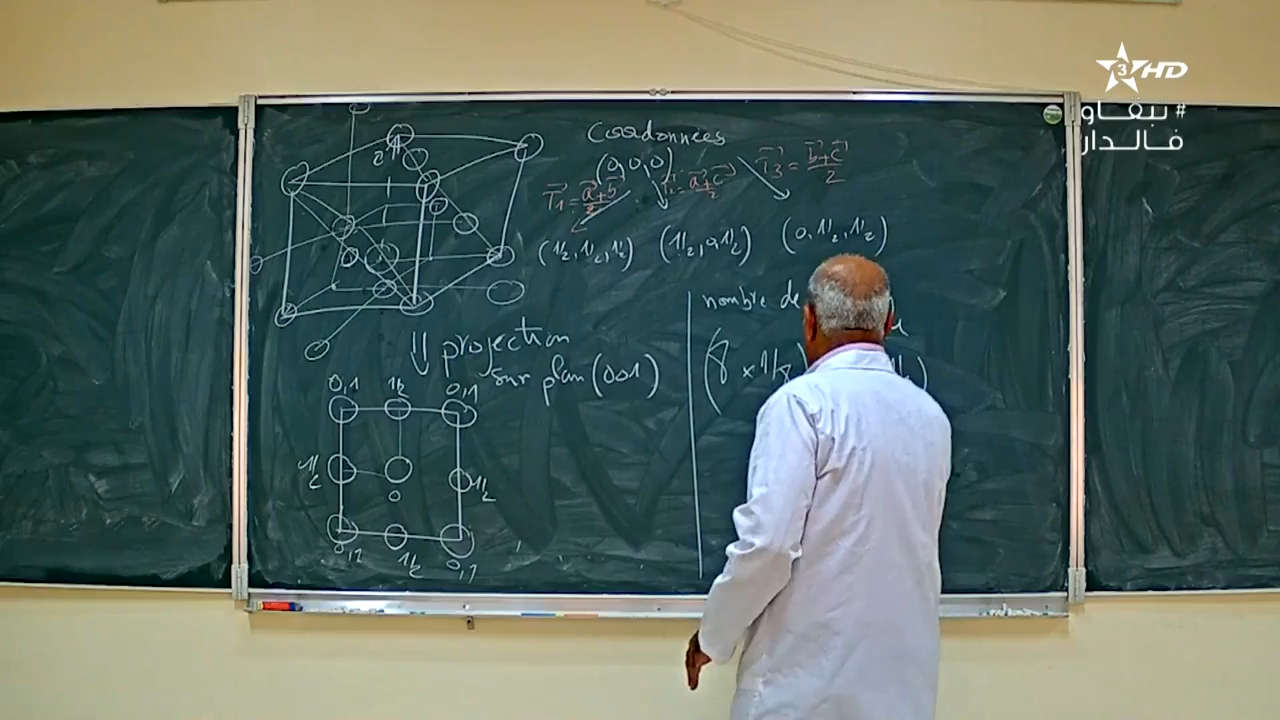 3 HD
# نبقاو
فالدار
Coordonnées
(0,0,0)
T₁ = a+b/2
T₂ = a+c/2
T₃ = b+c/2
(1/2, 1/2, 1/2) (1/2, 0, 1/2) (0, 1/2, 1/2)
nombre de
(8 × 1/8
⇓ projection
sur plan (001)
0,1 1/2 0,1
1/2 0 1/2
0,1 1/2 0,1